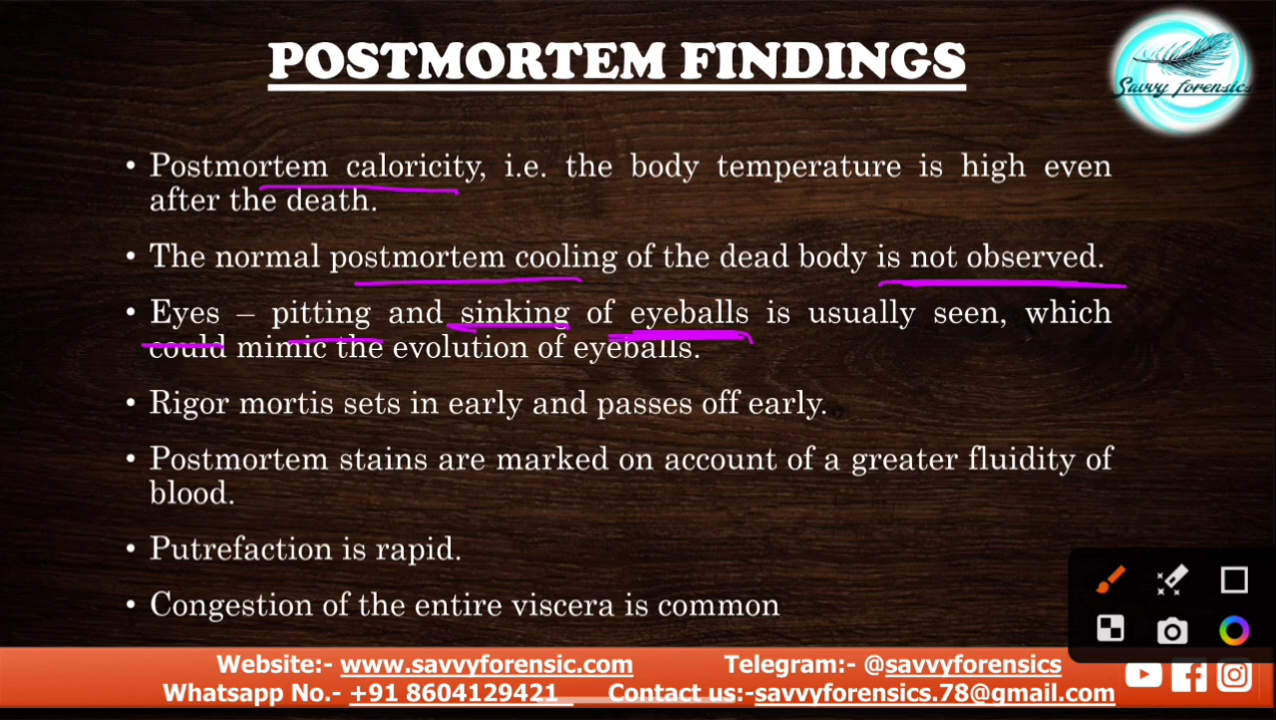 POSTMORTEM FINDINGS
Savvy forensics
• Postmortem caloricity, i.e. the body temperature is high even
after the death.
• The normal postmortem cooling of the dead body is not observed.
• Eyes – pitting and sinking of eyeballs is usually seen, which
could mimic the evolution of eyeballs.
• Rigor mortis sets in early and passes off early.
• Postmortem stains are marked on account of a greater fluidity of
blood.
• Putrefaction is rapid.
• Congestion of the entire viscera is common
Website:- www.savvyforensic.com Telegram:- @savvyforensics
Whatsapp No.- +91 8604129421 Contact us:-savvyforensics.78@gmail.com